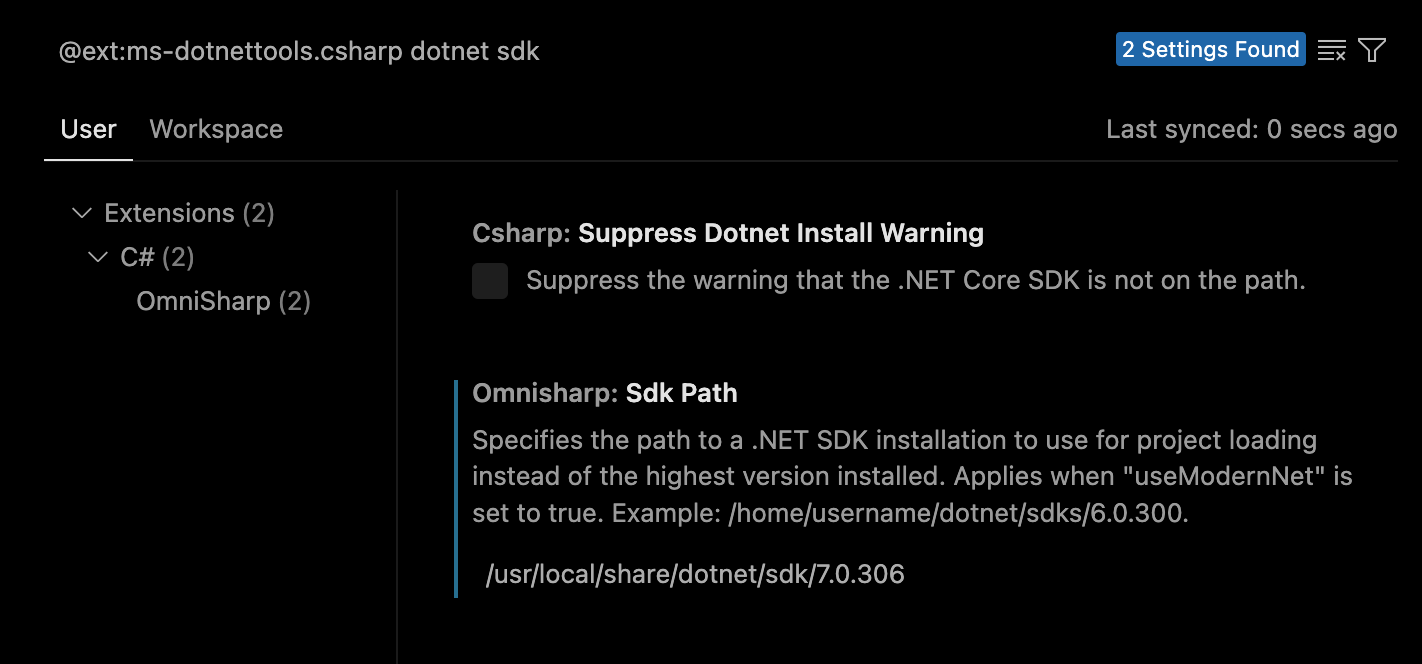 @ext:ms-dotnettools.csharp dotnet sdk
2 Settings Found
User
Workspace
Last synced: 0 secs ago
Extensions (2)
C# (2)
OmniSharp (2)
Csharp: Suppress Dotnet Install Warning
Suppress the warning that the .NET Core SDK is not on the path.
Omnisharp: Sdk Path
Specifies the path to a .NET SDK installation to use for project loading
instead of the highest version installed. Applies when "useModernNet" is
set to true. Example: /home/username/dotnet/sdks/6.0.300.
/usr/local/share/dotnet/sdk/7.0.306